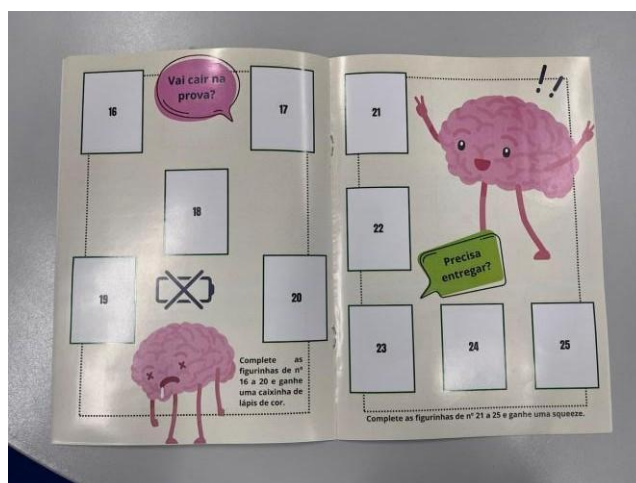 16
Vai cair na
prova?
17
18
19
20
Complete as
figurinhas de nº
16 a 20 e ganhe
uma caixinha de
lápis de cor.
21
22
Precisa
entregar?
23
24
25
Complete as figurinhas de nº 21 a 25 e ganhe uma squeeze.